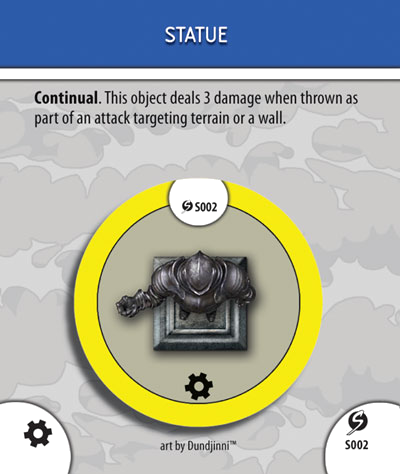 STATUE
Continual. This object deals 3 damage when thrown as
part of an attack targeting terrain or a wall.
S002
art by Dundjinni™
S002